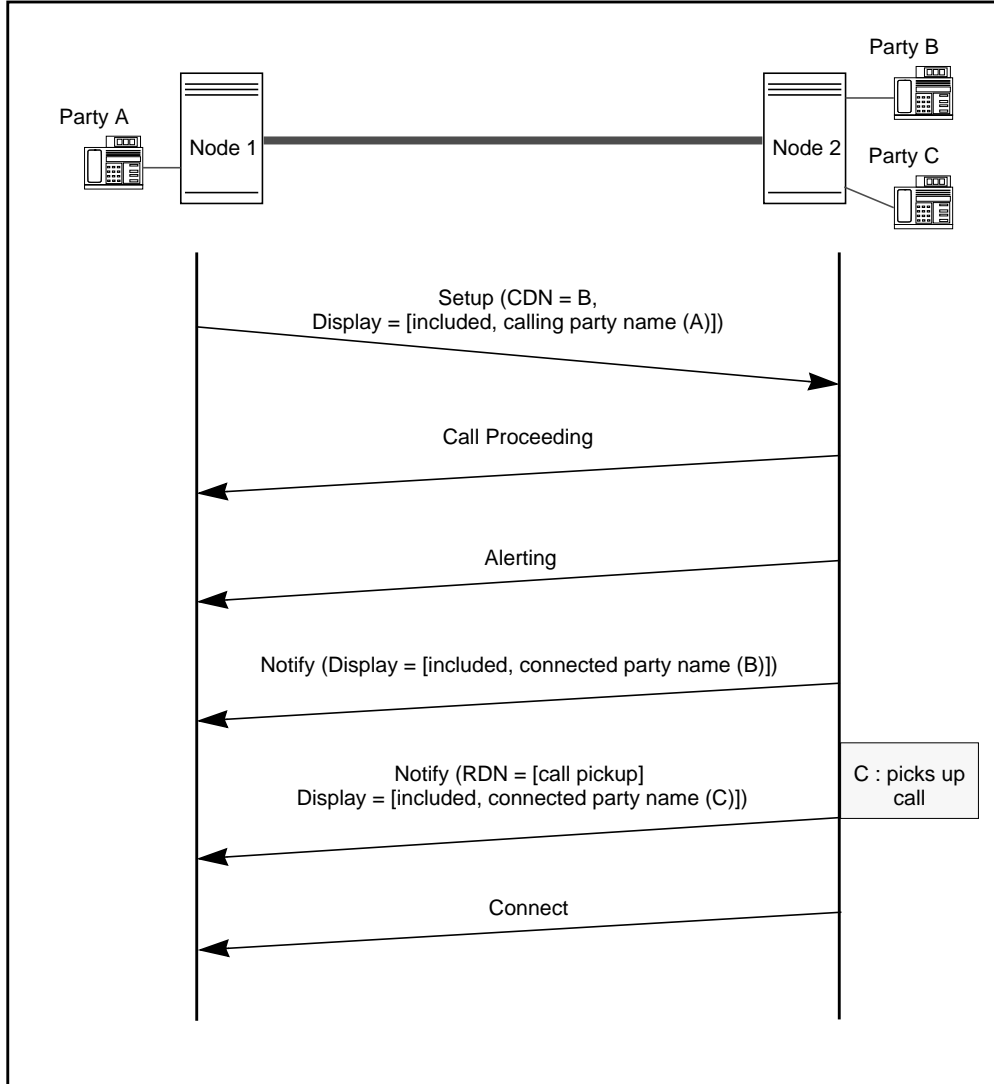 Party B
Party A
Node 1
Node 2
Party C
Setup (CDN = B,
Display = [included, calling party name (A)])
Call Proceeding
Alerting
Notify (Display = [included, connected party name (B)])
Notify (RDN = [call pickup]
Display = [included, connected party name (C)])
C : picks up
call
Connect